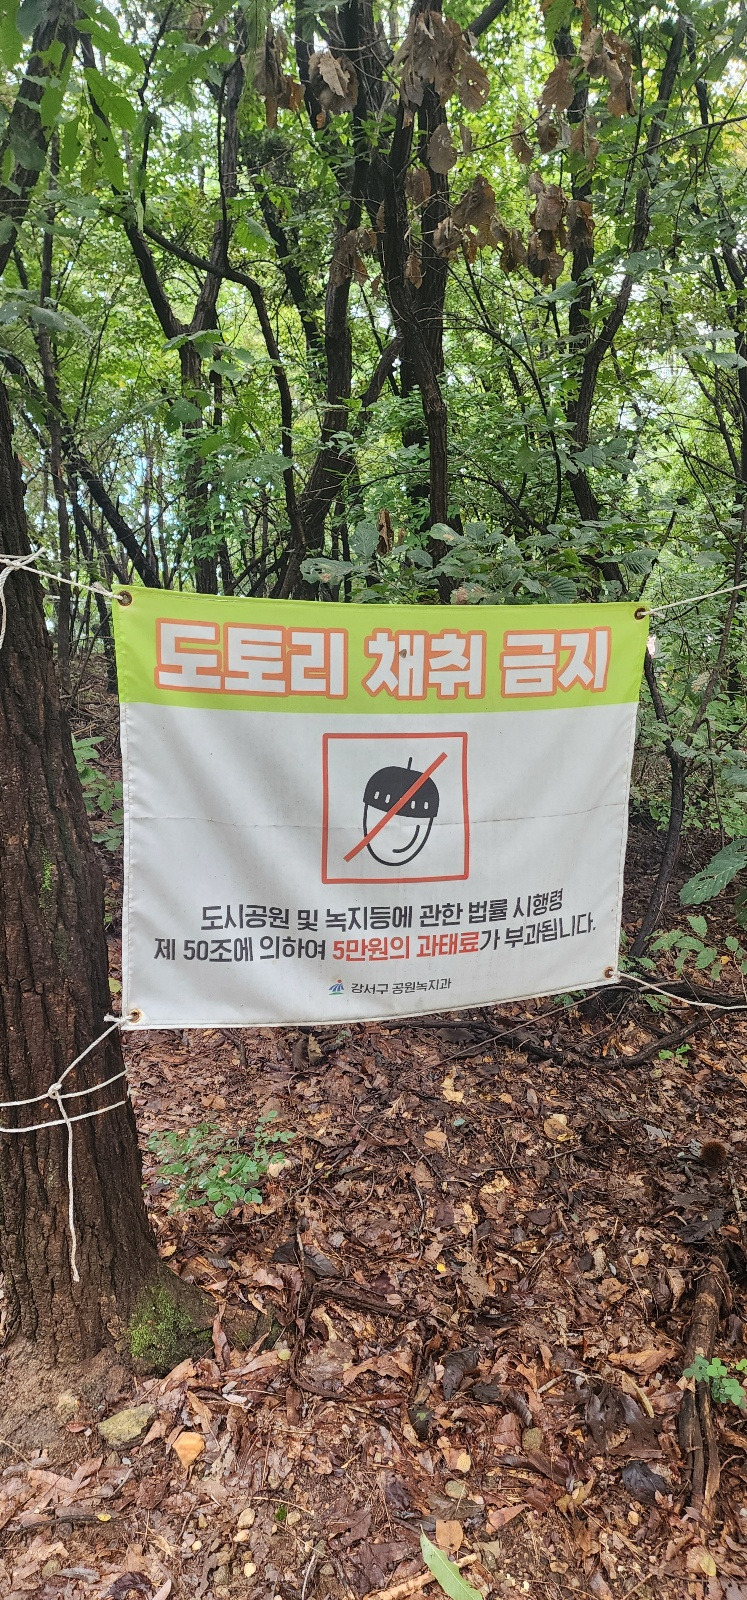 도토리 채취 금지
도시공원 및 녹지등에 관한 법률 시행령
제 50조에 의하여 5만원의 과태료가 부과됩니다.
강서구 공원녹지과